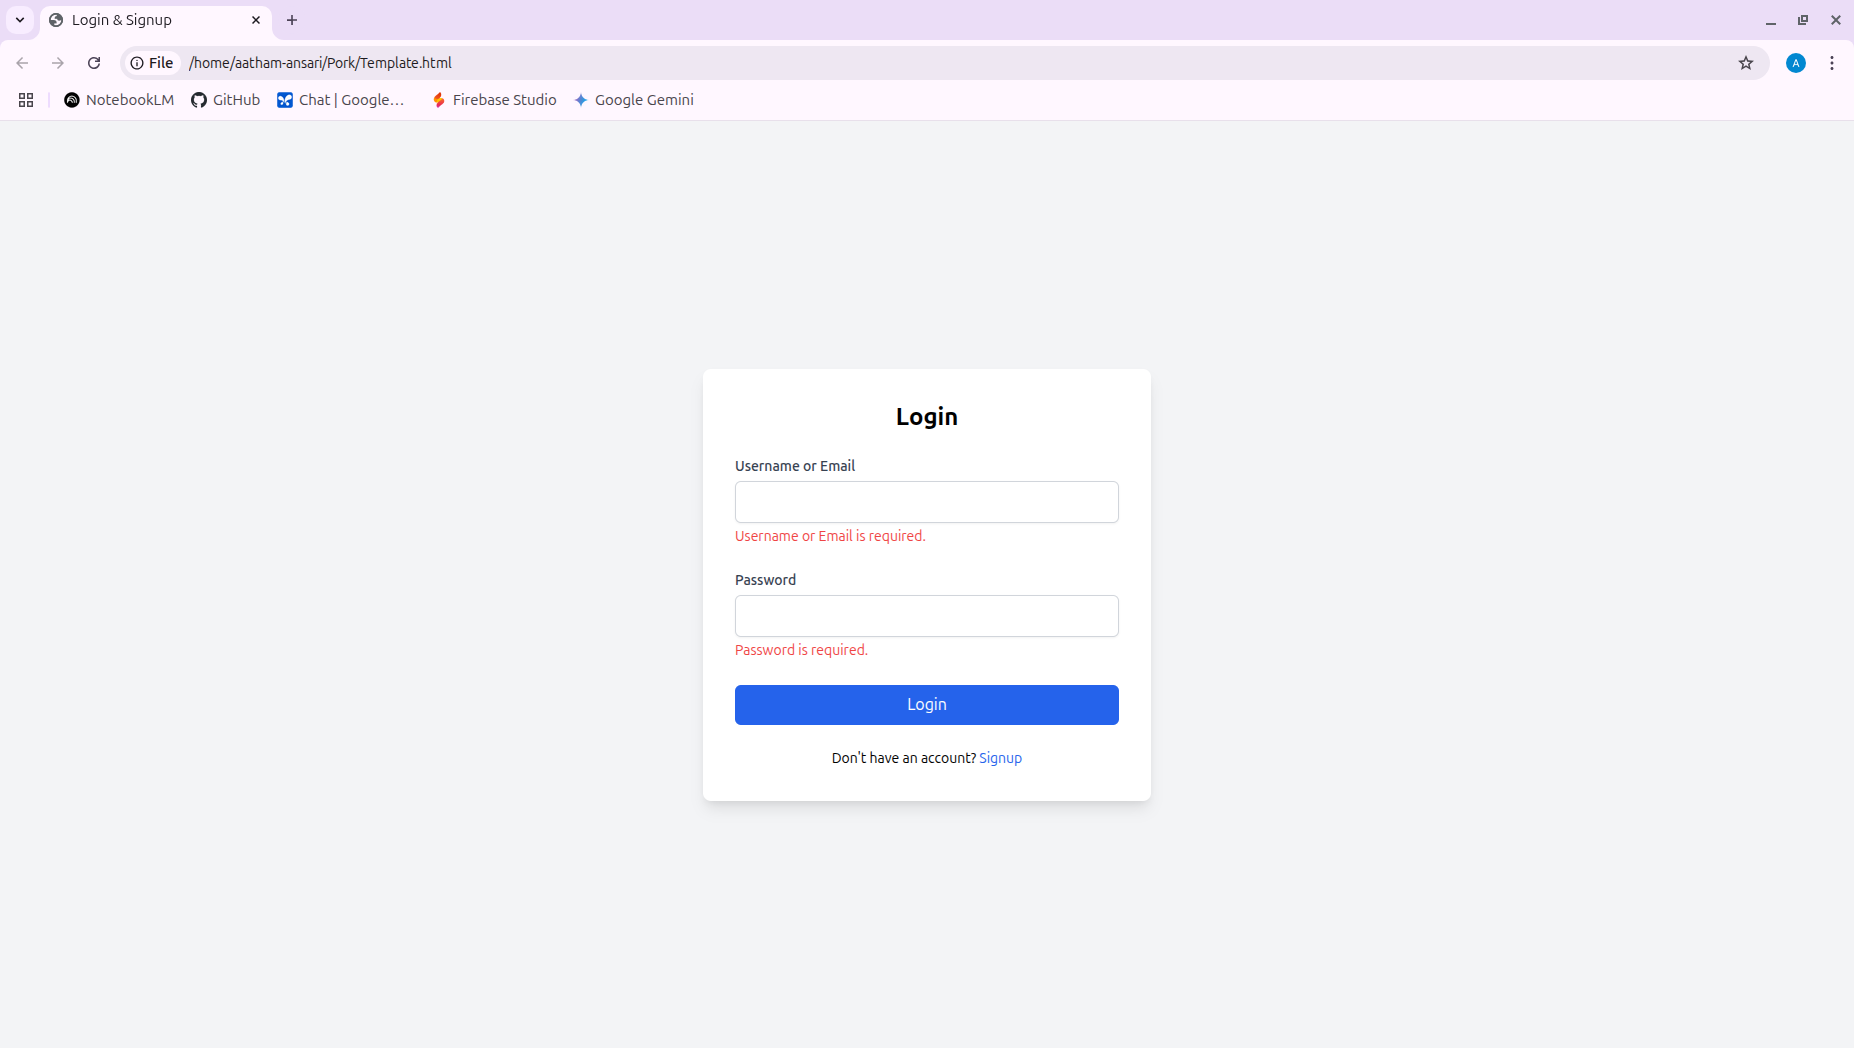 Login & Signup
File /home/aatham-ansari/Pork/Template.html
A
NotebookLM GitHub Chat | Google… Firebase Studio Google Gemini
Login
Username or Email
Username or Email is required.
Password
Password is required.
Login
Don't have an account? Signup